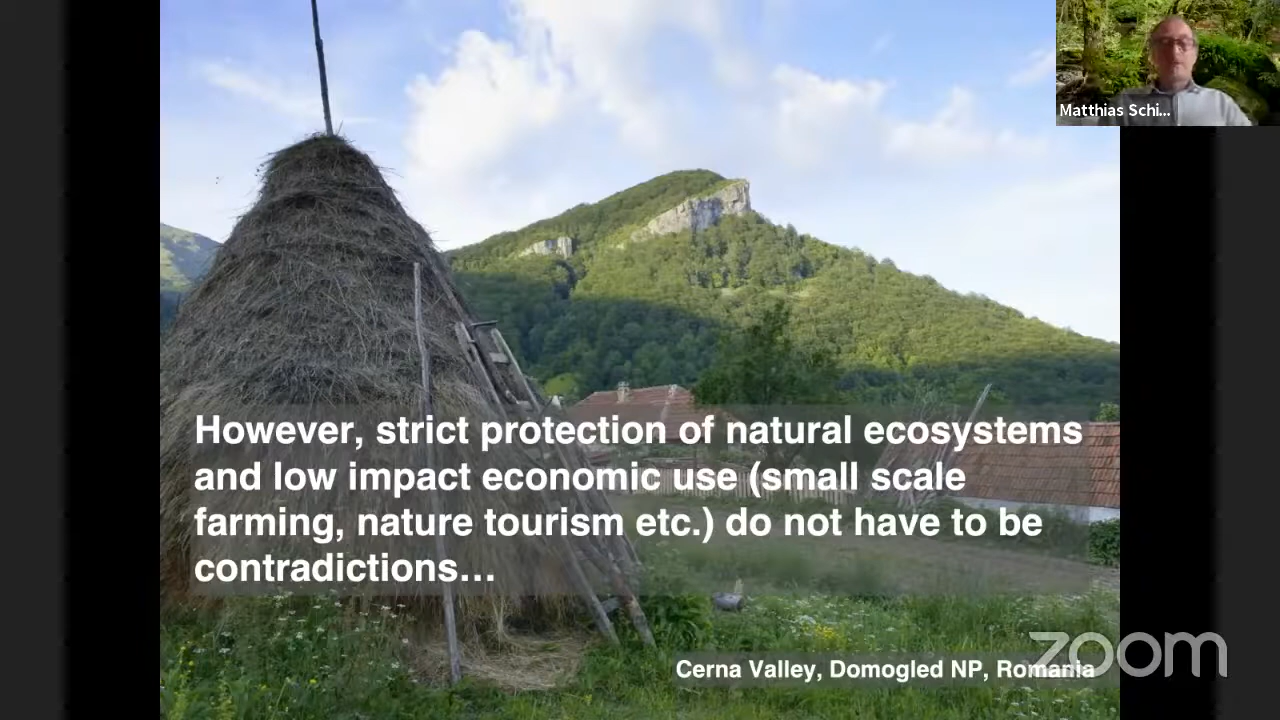 Matthias Schi...
However, strict protection of natural ecosystems
and low impact economic use (small scale
farming, nature tourism etc.) do not have to be
contradictions…
Cerna Valley, Domogled NP, Romania
zoom